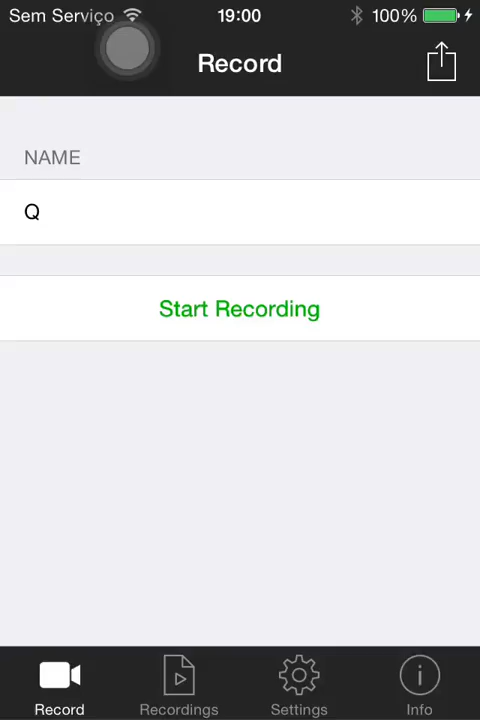 Sem Serviço 19:00 100%
Record
NAME
Q
Start Recording
Record Recordings Settings Info